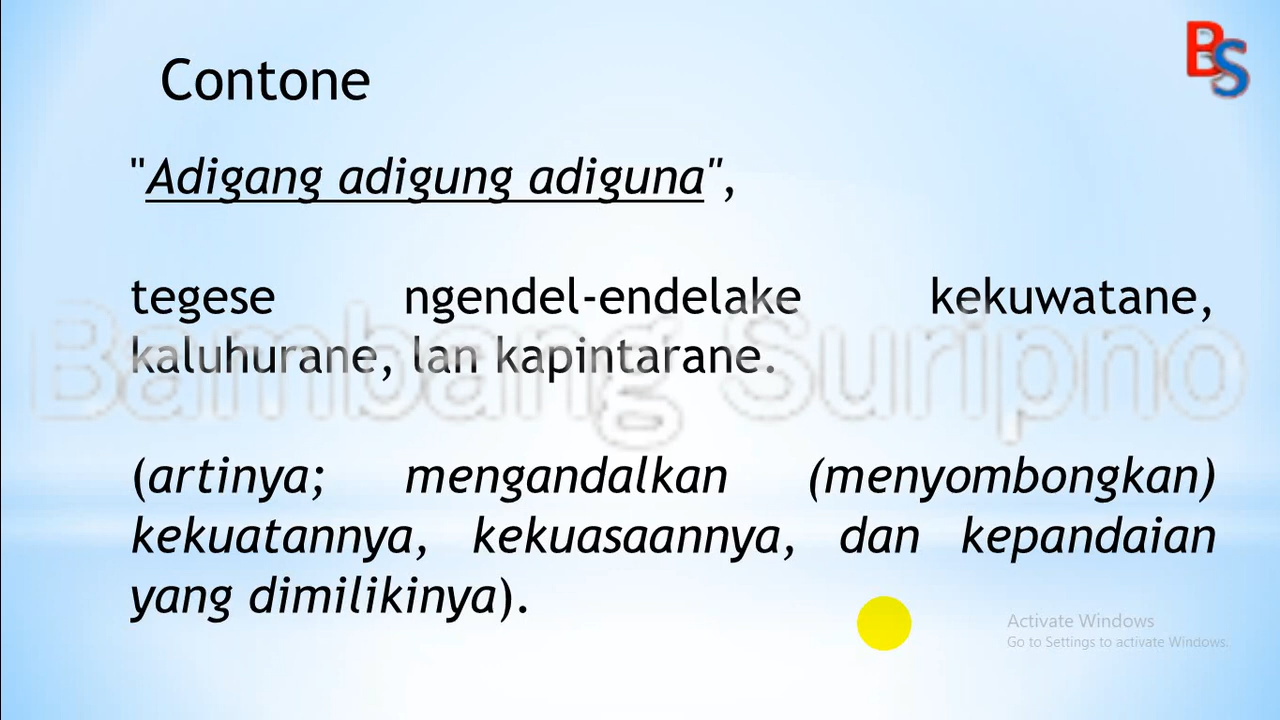 BS
Contone
"Adigang adigung adiguna",
tegese ngendel-endelake kekuwatane,
kaluhurane, lan kapintarane.
Bambang Suripno
(artinya; mengandalkan (menyombongkan)
kekuatannya, kekuasaannya, dan kepandaian
yang dimilikinya).
Activate Windows
Go to Settings to activate Windows.